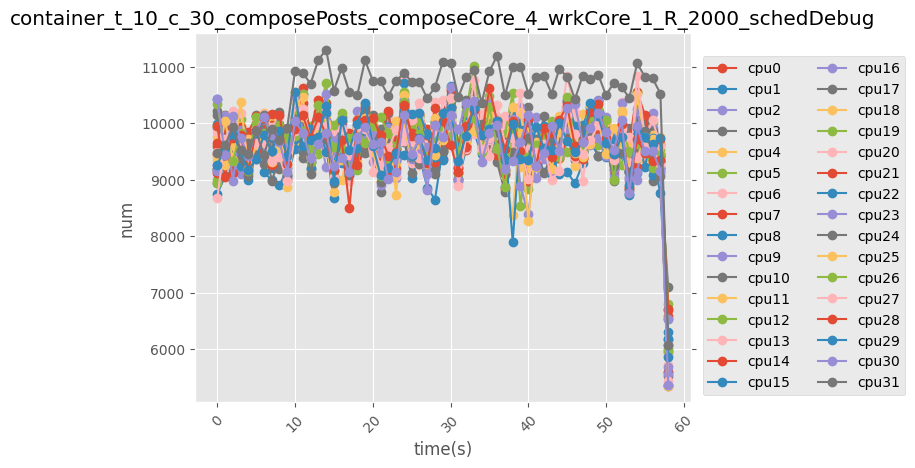 container_t_10_c_30_composePosts_composeCore_4_wrkCore_1_R_2000_schedDebug
num
11000
10000
9000
8000
7000
6000
0
10
20
30
40
50
60
time(s)
cpu0
cpu1
cpu2
cpu3
cpu4
cpu5
cpu6
cpu7
cpu8
cpu9
cpu10
cpu11
cpu12
cpu13
cpu14
cpu15
cpu16
cpu17
cpu18
cpu19
cpu20
cpu21
cpu22
cpu23
cpu24
cpu25
cpu26
cpu27
cpu28
cpu29
cpu30
cpu31